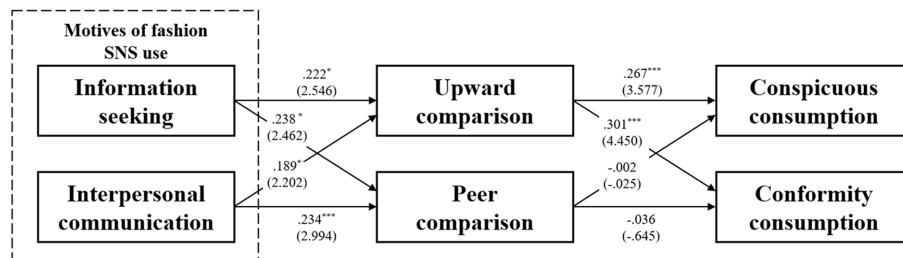 Motives of fashion
SNS use
Information
seeking
Interpersonal
communication
.222*
(2.546)
.238*
(2.462)
.189*
(2.202)
.234***
(2.994)
Upward
comparison
Peer
comparison
.267***
(3.577)
.301***
(4.450)
-.002
(-.025)
-.036
(-.645)
Conspicuous
consumption
Conformity
consumption